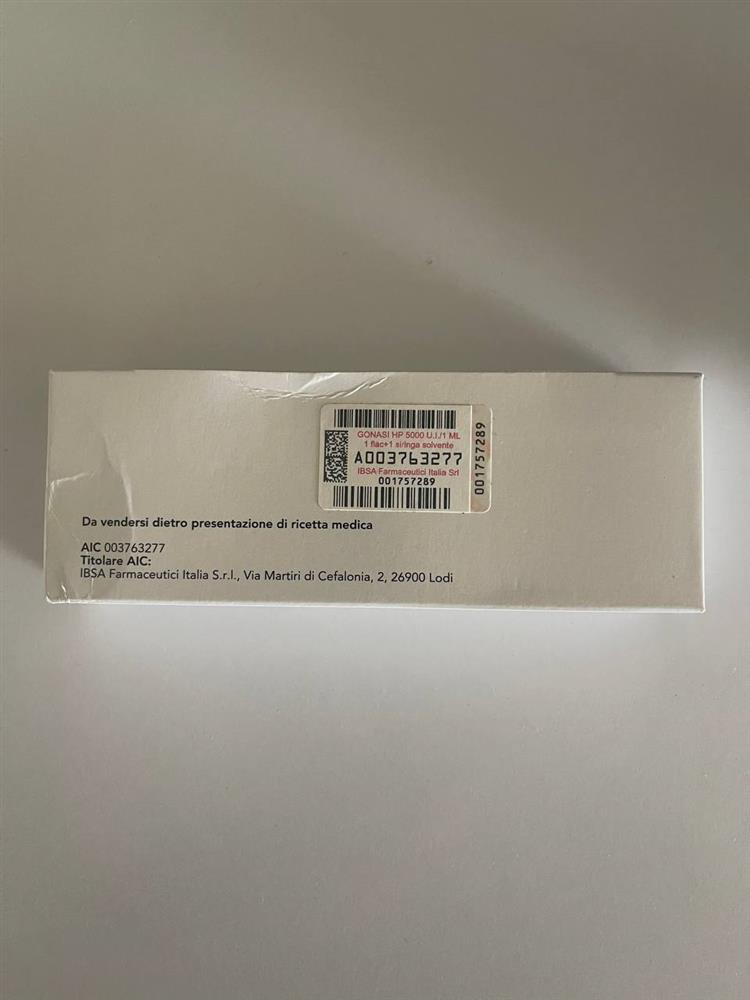 GONASI HP 5000 U.I./1 ML
1 flac+1 siringa solvente
A003763277
IBSA Farmaceutici Italia Srl
001757289
001757289
Da vendersi dietro presentazione di ricetta medica
AIC 003763277
Titolare AIC:
IBSA Farmaceutici Italia S.r.l., Via Martiri di Cefalonia, 2, 26900 Lodi